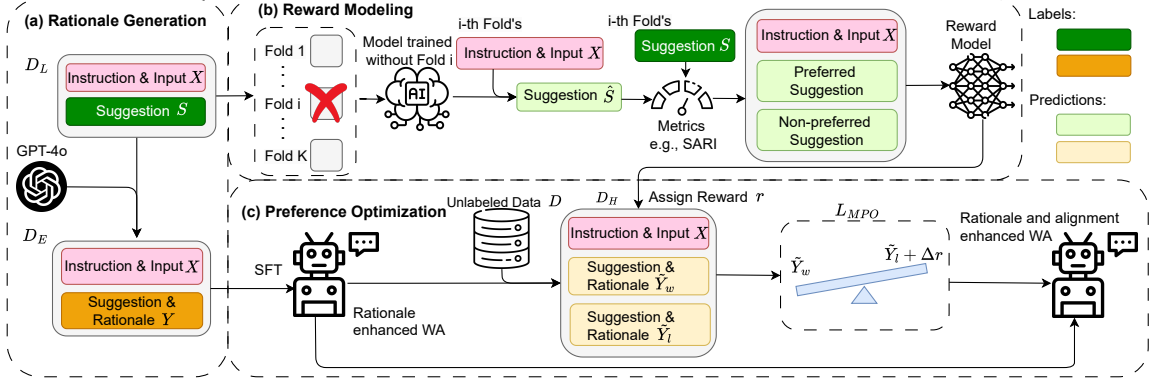 (a) Rationale Generation
D_L
Instruction & Input X
Suggestion S
GPT-4o
D_E
Instruction & Input X
Suggestion &
Rationale Y
(b) Reward Modeling
Fold 1
Fold i
Fold K
Model trained
without Fold i
AI
i-th Fold's
Instruction & Input X
Suggestion Ŝ
i-th Fold's
Suggestion S
Metrics
e.g., SARI
Instruction & Input X
Preferred
Suggestion
Non-preferred
Suggestion
Reward
Model
Labels:
Predictions:
(c) Preference Optimization
SFT
Rationale
enhanced WA
Unlabeled Data D
D_H
Assign Reward r
Instruction & Input X
Suggestion &
Rationale Ỹ_w
Suggestion &
Rationale Ỹ_l
L_{MPO}
Ỹ_w
Ỹ_l + Δr
Rationale and alignment
enhanced WA